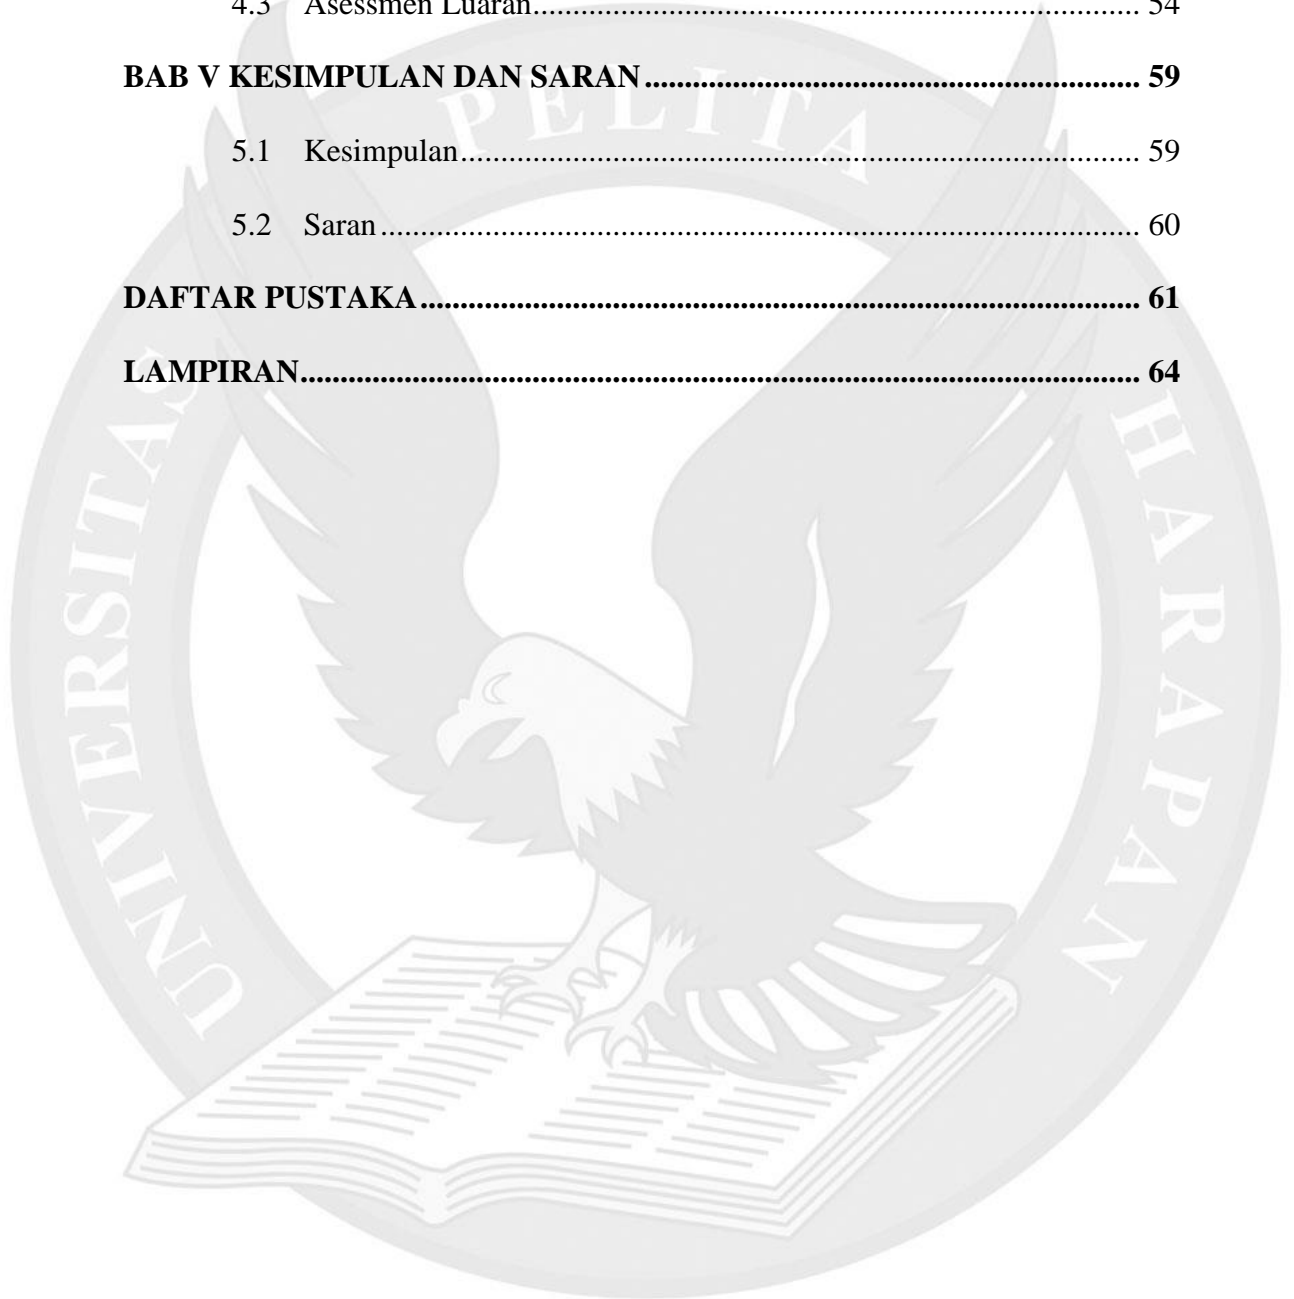 4.3 Asessmen Luaran.......................................................................... 54
BAB V KESIMPULAN DAN SARAN.............................................................. 59
5.1 Kesimpulan..................................................................................... 59
5.2 Saran............................................................................................... 60
DAFTAR PUSTAKA.......................................................................................... 61
LAMPIRAN......................................................................................................... 64
UNIVERSITAS PELITA HARAPAN